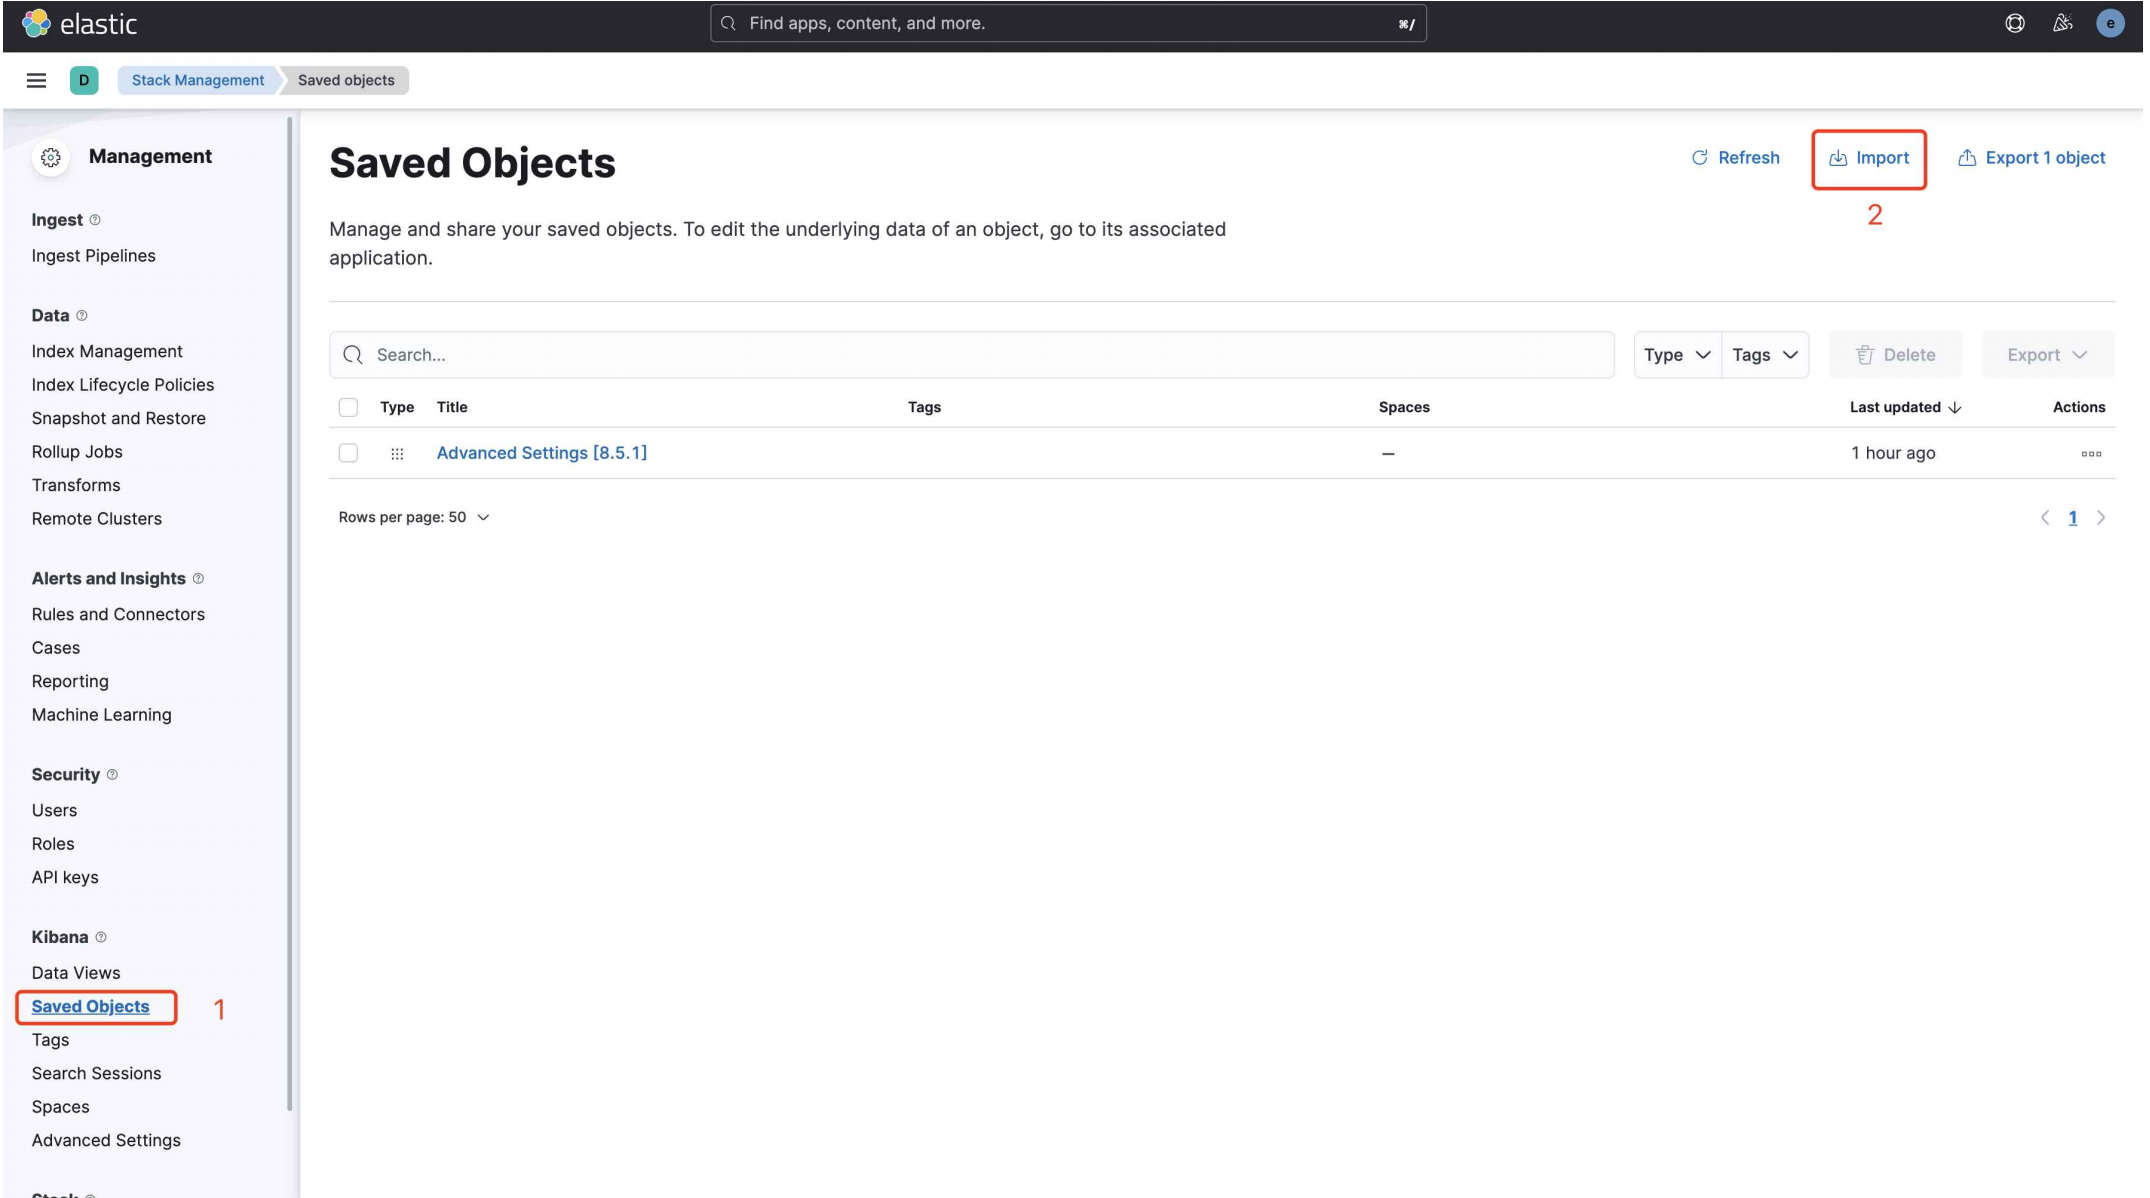 elastic
Find apps, content, and more.
⌘/
e
D
Stack Management
Saved objects
Management
Ingest
Ingest Pipelines
Data
Index Management
Index Lifecycle Policies
Snapshot and Restore
Rollup Jobs
Transforms
Remote Clusters
Alerts and Insights
Rules and Connectors
Cases
Reporting
Machine Learning
Security
Users
Roles
API keys
Kibana
Data Views
Saved Objects
1
Tags
Search Sessions
Spaces
Advanced Settings
Stack
Saved Objects
Refresh
Import
Export 1 object
2
Manage and share your saved objects. To edit the underlying data of an object, go to its associated
application.
Search...
Type
Tags
Delete
Export
Type Title Tags Spaces Last updated Actions
Advanced Settings [8.5.1] – 1 hour ago
Rows per page: 50
1